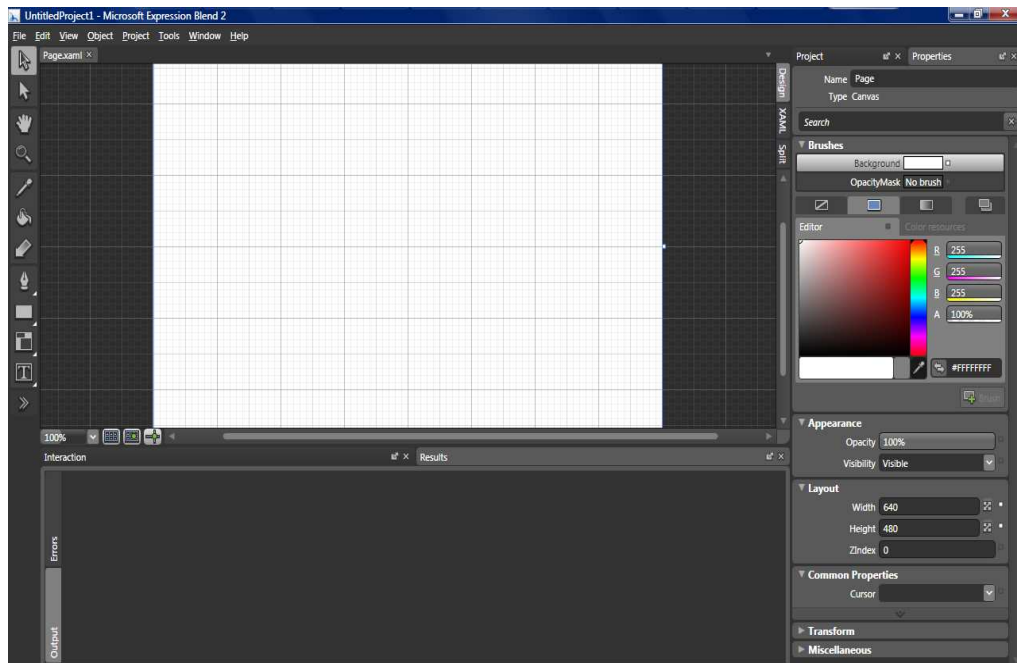 UntitledProject1 - Microsoft Expression Blend 2
File Edit View Object Project Tools Window Help
Page.xaml ×
Design
XAML
Split
100%
Interaction
Results
Errors
Output
Project
Properties
Name Page
Type Canvas
Search
Brushes
Background
OpacityMask No brush
Editor
Color resources
R 255
G 255
B 255
A 100%
#FFFFFFFF
Brush
Appearance
Opacity 100%
Visibility Visible
Layout
Width 640
Height 480
ZIndex 0
Common Properties
Cursor
Transform
Miscellaneous